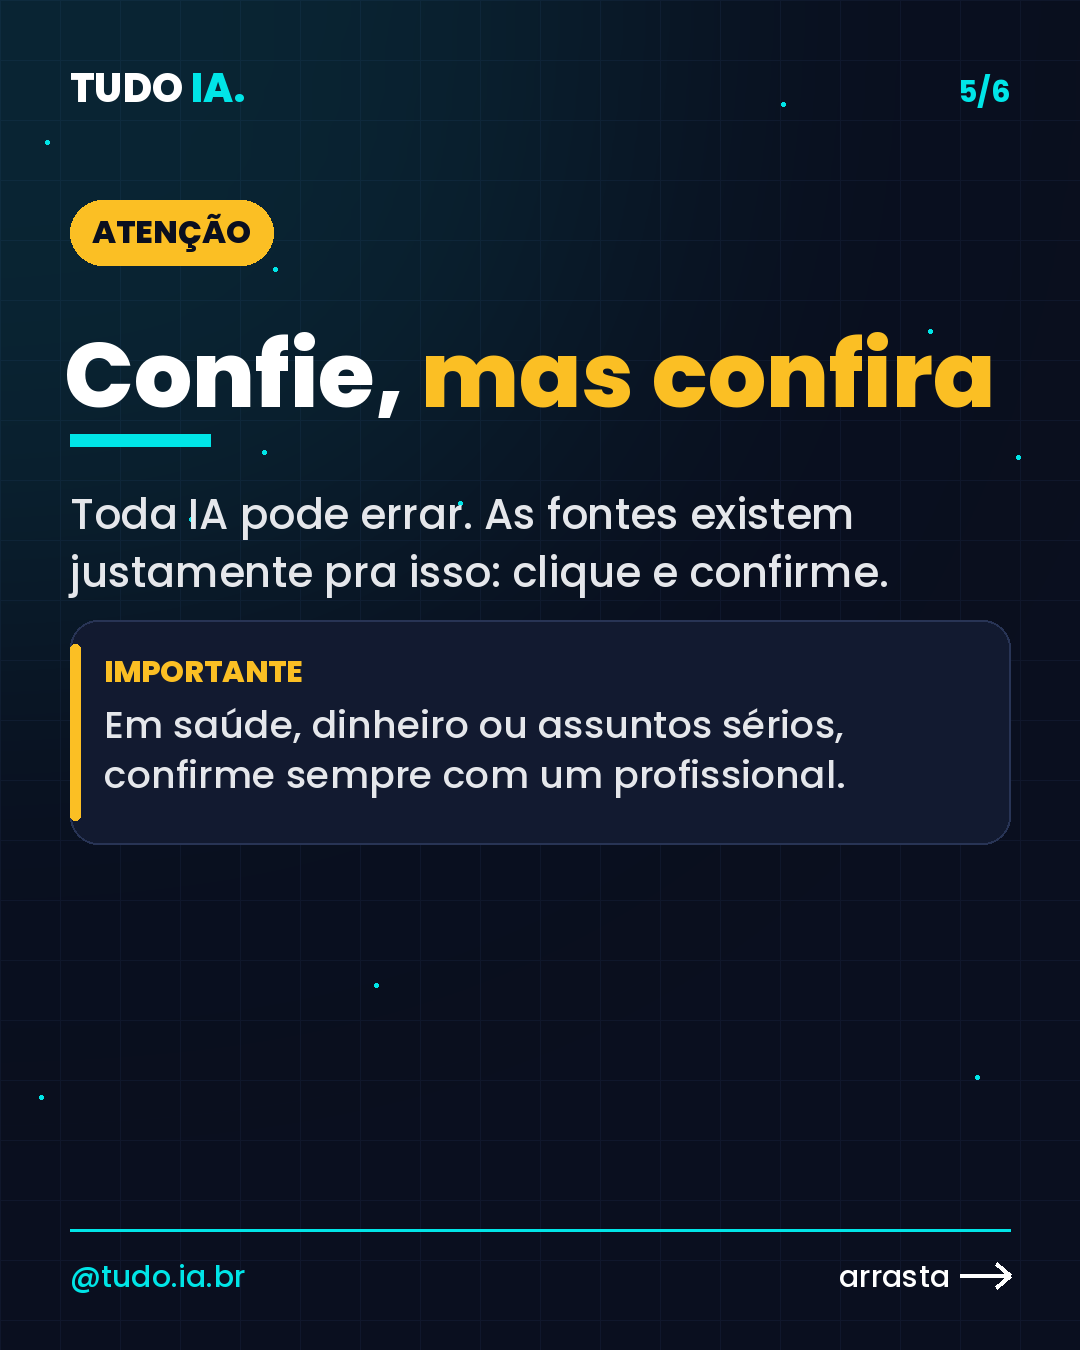 TUDO IA.
5/6
ATENÇÃO
Confie, mas confira
Toda IA pode errar. As fontes existem
justamente pra isso: clique e confirme.
IMPORTANTE
Em saúde, dinheiro ou assuntos sérios,
confirme sempre com um profissional.
@tudo.ia.br
arrasta